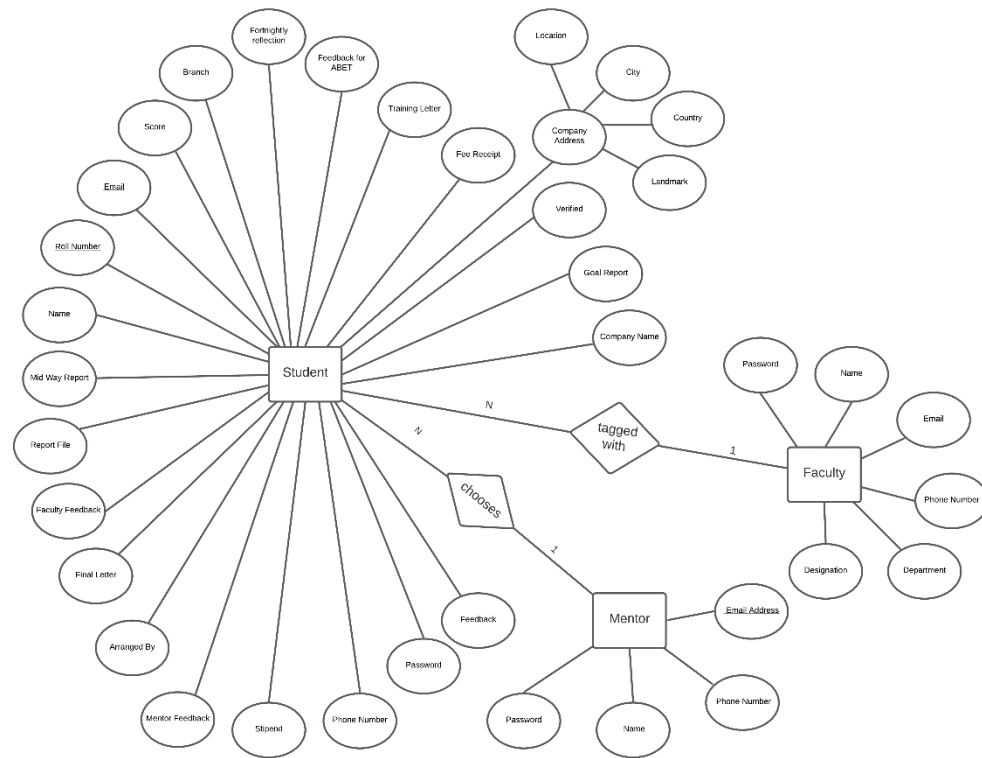 Fortnightly
reflection
Location
Feedback for
ABET
Branch
City
Training Letter
Country
Score
Company
Address
Fee Receipt
Email
Landmark
Verified
Roll Number
Goal Report
Name
Company Name
Password
Name
Student
Mid Way Report
N
Email
tagged
with
N
1
Report File
Faculty
chooses
Phone Number
Faculty Feedback
1
Designation
Department
Final Letter
Email Address
Mentor
Feedback
Arranged By
Password
Phone Number
Mentor Feedback
Phone Number
Password
Stipend
Name